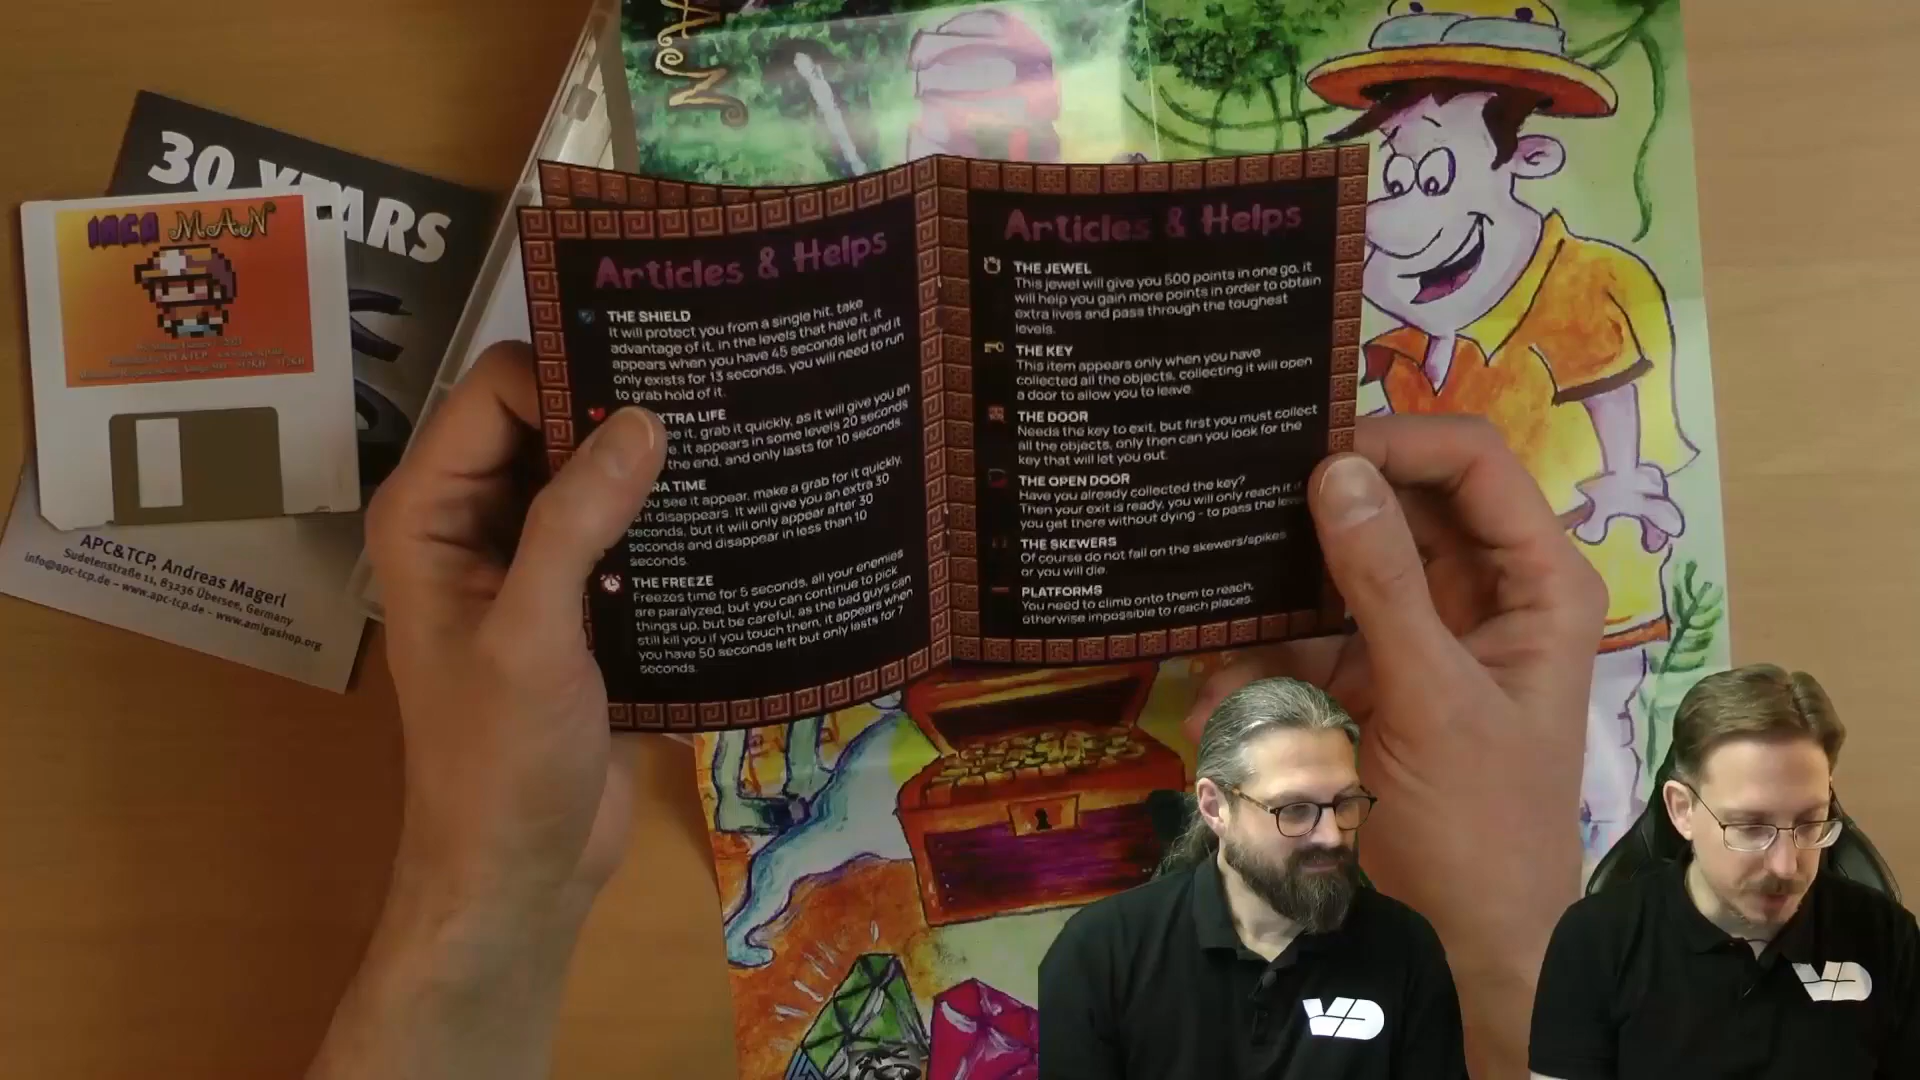 30 YEARS
INCA MAN
APC&TCP, Andreas Magerl
Sudetenstraße 11, 83236 Übersee, Germany
info@apc-tcp.de - www.apc-tcp.de - www.amigashop.org
MAN
Articles & Helps
THE SHIELD
It will protect you from a single hit, take
advantage of it. In the levels that have it, it
appears when you have 45 seconds left and it
only exists for 13 seconds, you will need to run
to grab hold of it.
XTRA LIFE
ee it, grab it quickly, as it will give you an
e. It appears in some levels 20 seconds
the end, and only lasts for 10 seconds.
RA TIME
you see it appear, make a grab for it quickly,
it disappears. It will give you an extra 30
seconds, but it will only appear after 30
seconds and disappear in less than 10
seconds.
THE FREEZE
Freezes time for 5 seconds, all your enemies
are paralyzed, but you can continue to pick
things up, but be careful, as the bad guys can
still kill you if you touch them, it appears when
you have 50 seconds left but only lasts for 7
seconds.
Articles & Helps
THE JEWEL
This jewel will give you 500 points in one go, it
will help you gain more points in order to obtain
extra lives and pass through the toughest
levels.
THE KEY
This item appears only when you have
collected all the objects, collecting it will open
a door to allow you to leave.
THE DOOR
Needs the key to exit, but first you must collect
all the objects, only then can you look for the
key that will let you out.
THE OPEN DOOR
Have you already collected the key?
Then your exit is ready, you will only reach it
you get there without dying - to pass the
THE SKEWERS
Of course do not fall on the skewers/spikes
or you will die.
PLATFORMS
You need to climb onto them to reach,
otherwise impossible to reach places.
VD
VD